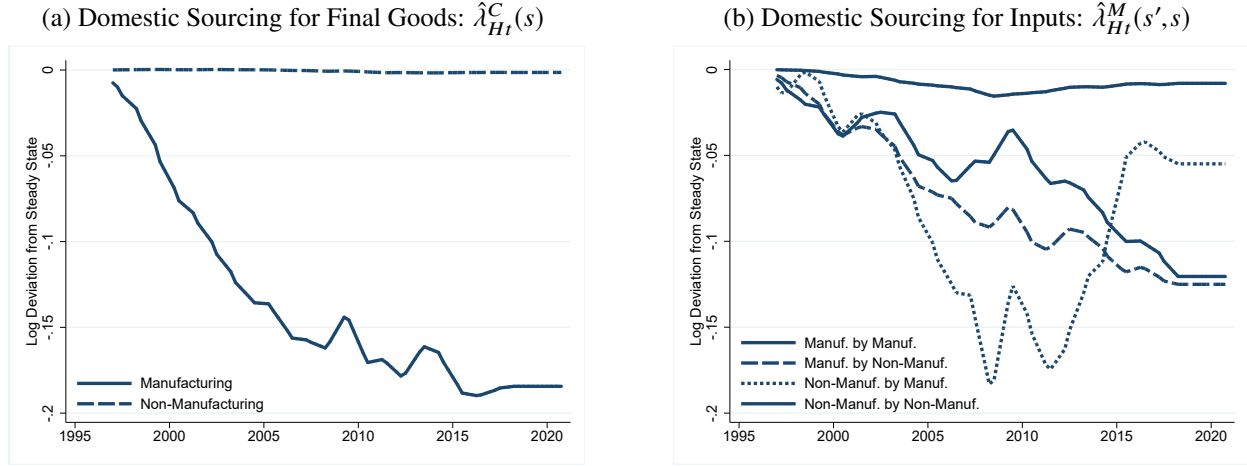 (a) Domestic Sourcing for Final Goods: λ̂^C_{Ht}(s)
Log Deviation from Steady State
0
-.05
-.1
-.15
-.2
Manufacturing
Non-Manufacturing
1995 2000 2005 2010 2015 2020
(b) Domestic Sourcing for Inputs: λ̂^M_{Ht}(s′,s)
Log Deviation from Steady State
0
-.05
-.1
-.15
-.2
Manuf. by Manuf.
Manuf. by Non-Manuf.
Non-Manuf. by Manuf.
Non-Manuf. by Non-Manuf.
1995 2000 2005 2010 2015 2020